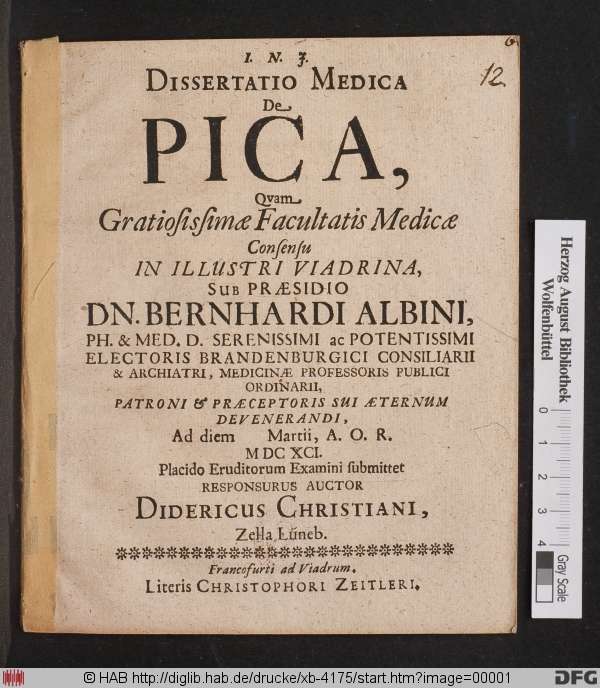 I. N. J.
12
DISSERTATIO MEDICA
De
PICA,
Qvam
Gratiosissimæ Facultatis Medicæ
Consensu
IN ILLUSTRI VIADRINA,
SUB PRÆSIDIO
DN. BERNHARDI ALBINI,
PH. & MED. D. SERENISSIMI ac POTENTISSIMI
ELECTORIS BRANDENBURGICI CONSILIARII
& ARCHIATRI, MEDICINÆ PROFESSORIS PUBLICI
ORDINARII,
PATRONI & PRÆCEPTORIS SUI ÆTERNUM
DEVENERANDI,
Ad diem Martii, A. O. R.
M DC XCI.
Placido Eruditorum Examini submittet
RESPONSURUS AUCTOR
DIDERICUS CHRISTIANI,
Zella Lüneb.
Francofurti ad Viadrum.
Literis CHRISTOPHORI ZEITLERI.
Herzog August Bibliothek
Wolfenbüttel
0
1
2
3
4
Gray Scale
© HAB http://diglib.hab.de/drucke/xb-4175/start.htm?image=00001
DFG